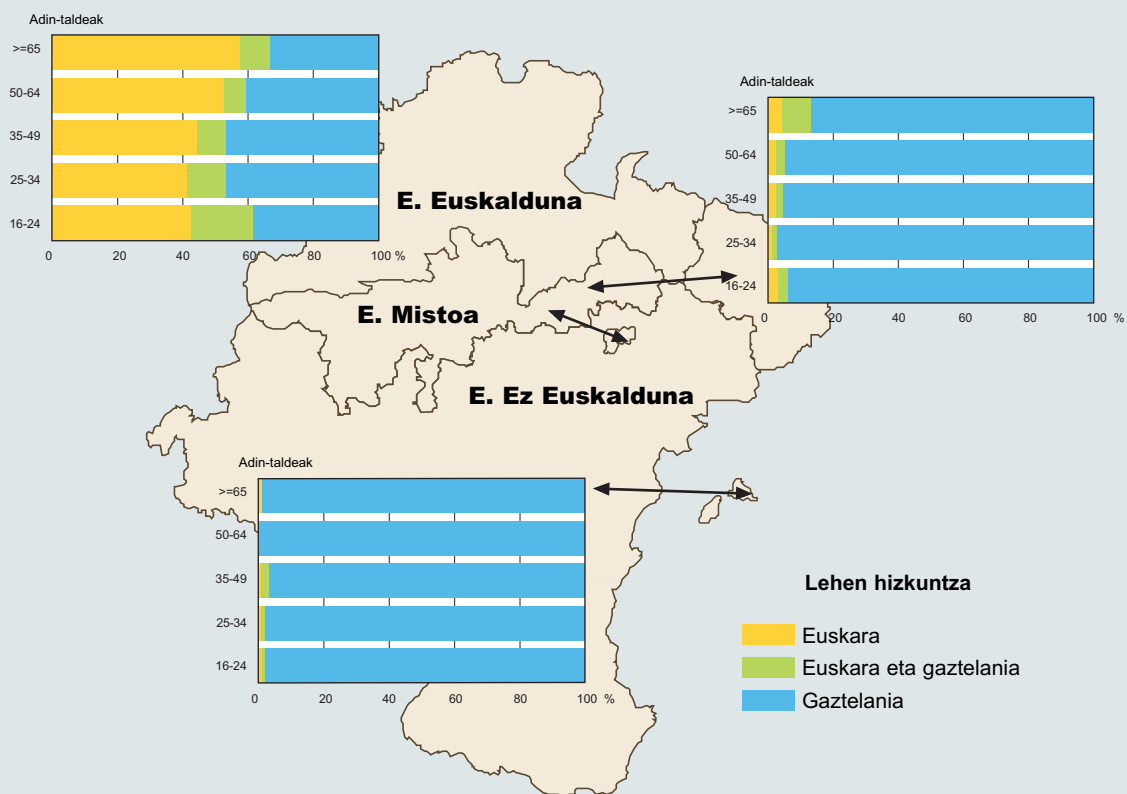 Adin-taldeak
>=65
50-64
35-49
25-34
16-24
0 20 40 60 80 100 %
Adin-taldeak
>=65
50-64
35-49
25-34
16-24
0 20 40 60 80 100 %
E. Euskalduna
E. Mistoa
E. Ez Euskalduna
Adin-taldeak
>=65
50-64
35-49
25-34
16-24
0 20 40 60 80 100 %
Lehen hizkuntza
Euskara
Euskara eta gaztelania
Gaztelania